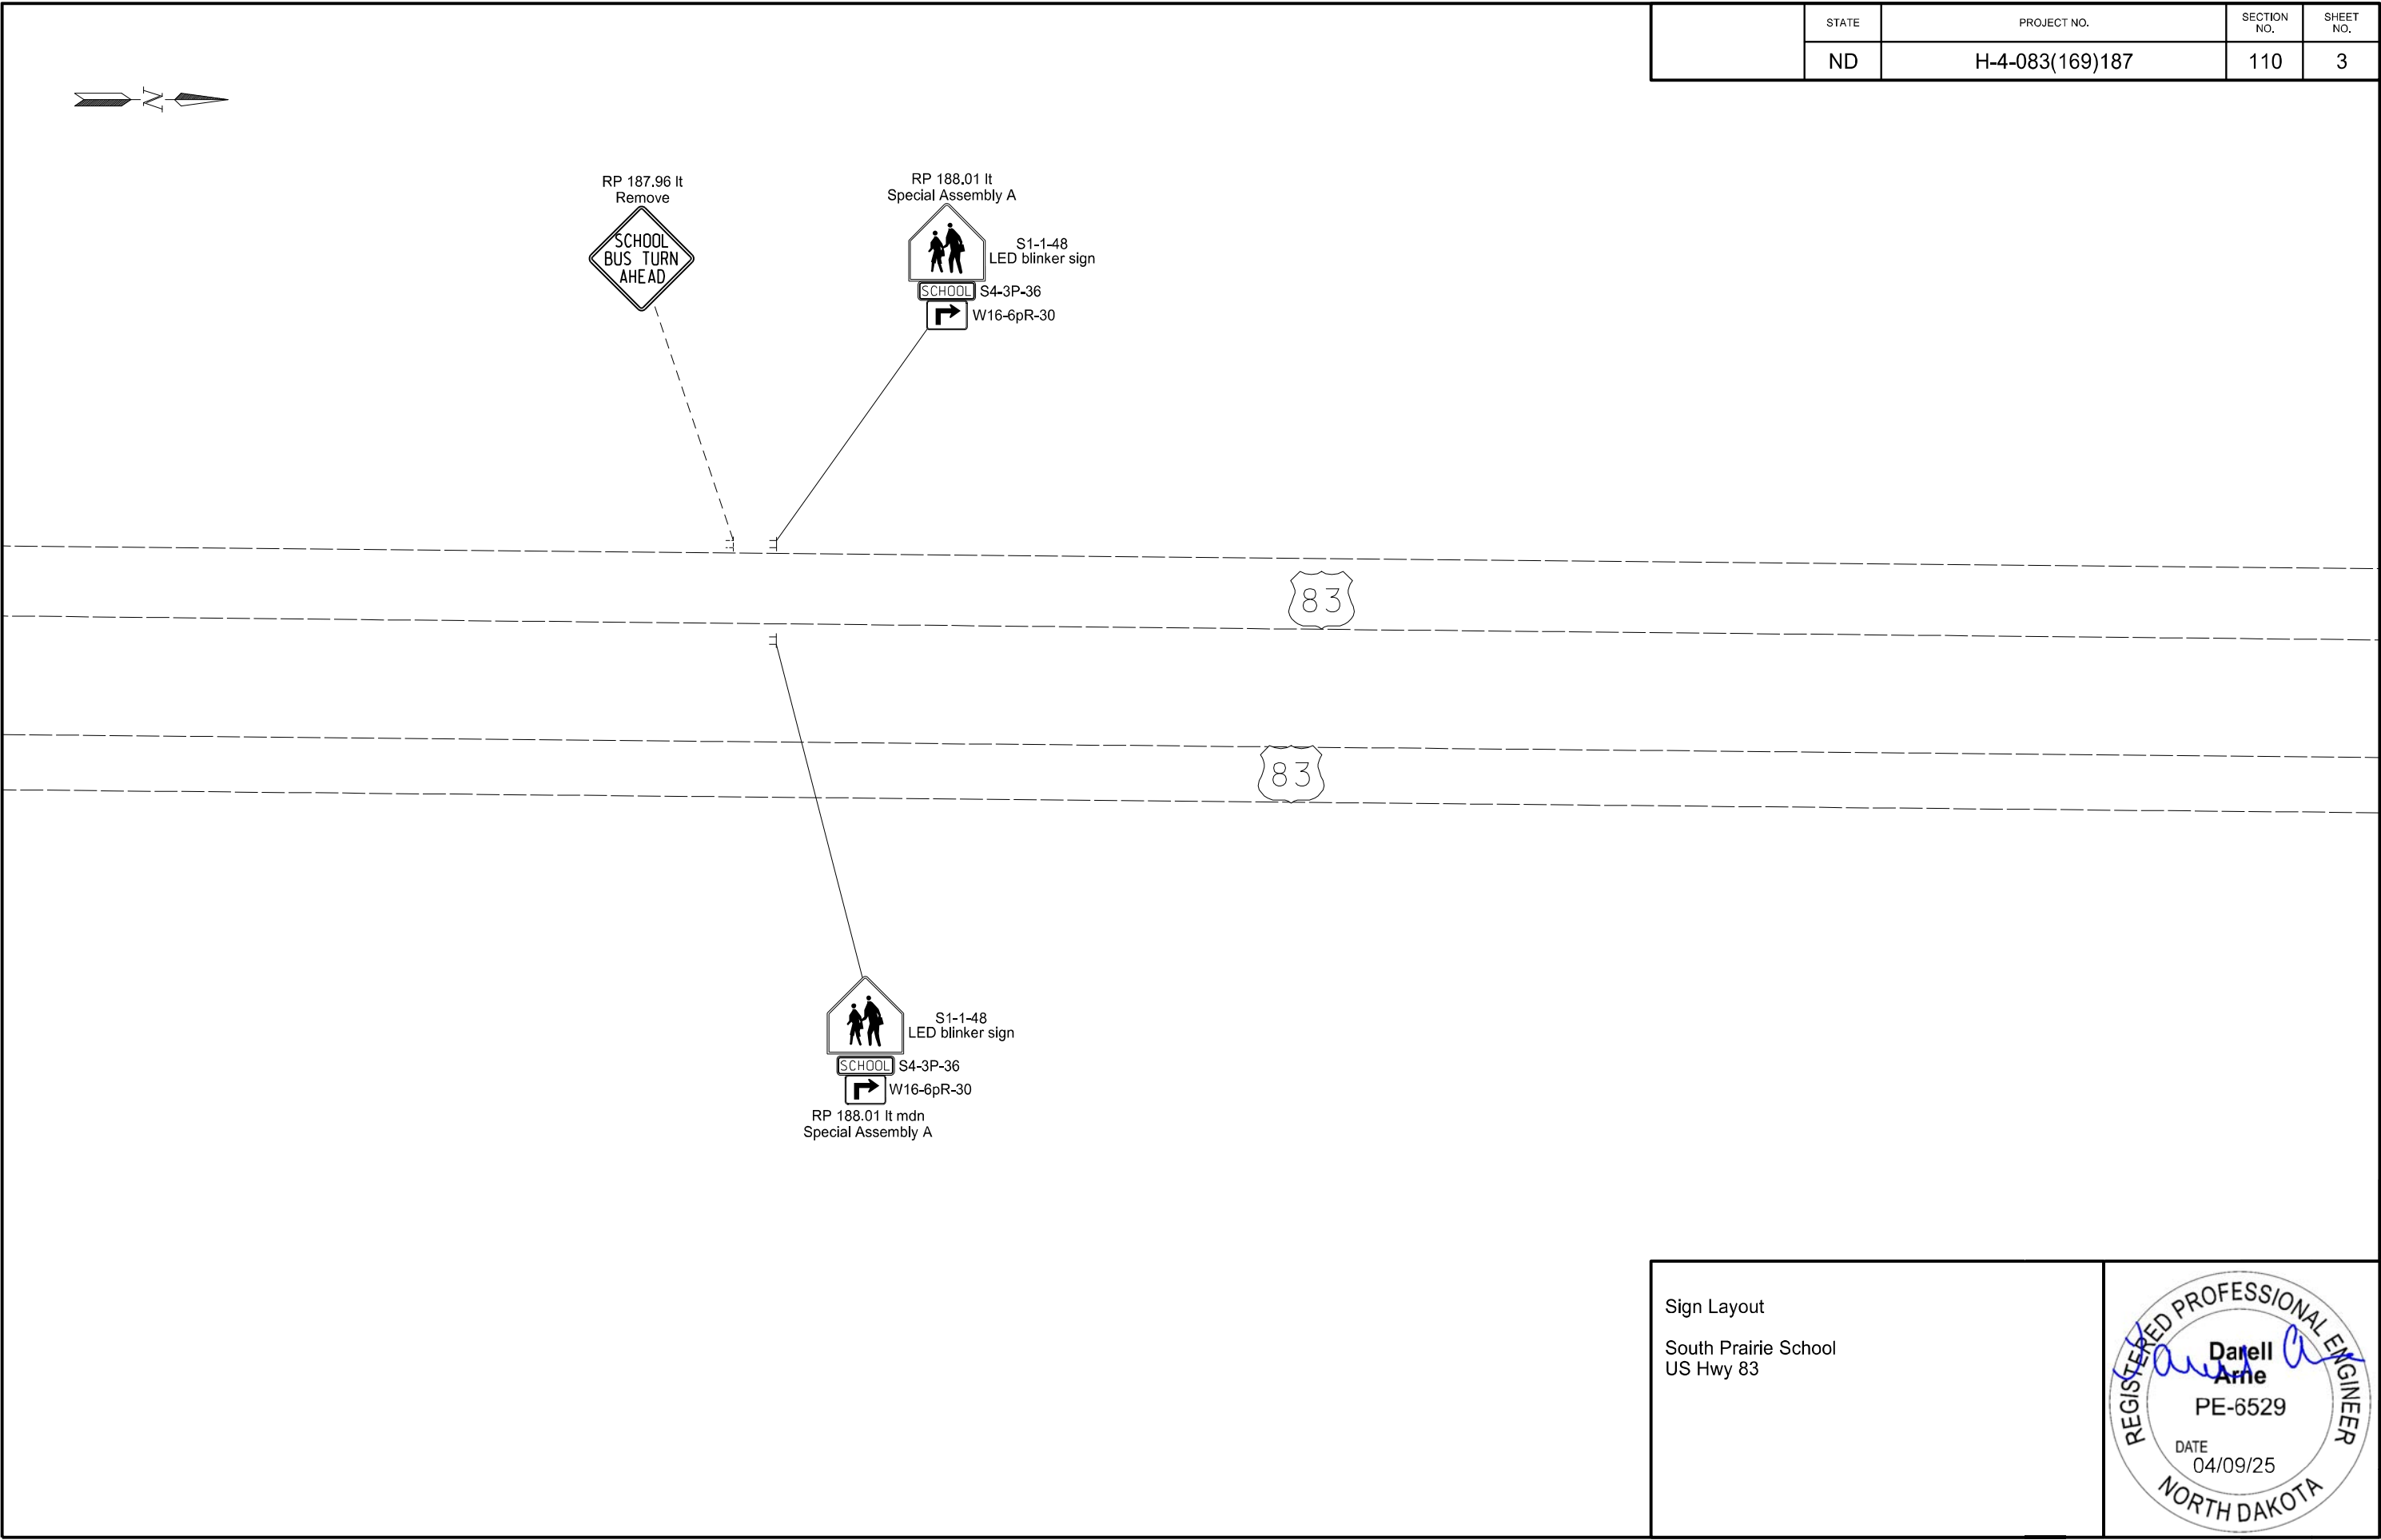 STATE
PROJECT NO.
SECTION NO.
SHEET NO.
ND
H-4-083(169)187
110
3
N
RP 187.96 lt
Remove
SCHOOL
BUS TURN
AHEAD
RP 188.01 lt
Special Assembly A
S1-1-48
LED blinker sign
SCHOOL S4-3P-36
W16-6pR-30
83
83
S1-1-48
LED blinker sign
SCHOOL S4-3P-36
W16-6pR-30
RP 188.01 lt mdn
Special Assembly A
Sign Layout
South Prairie School
US Hwy 83
REGISTERED PROFESSIONAL ENGINEER
Darell
Arne
PE-6529
DATE
04/09/25
NORTH DAKOTA